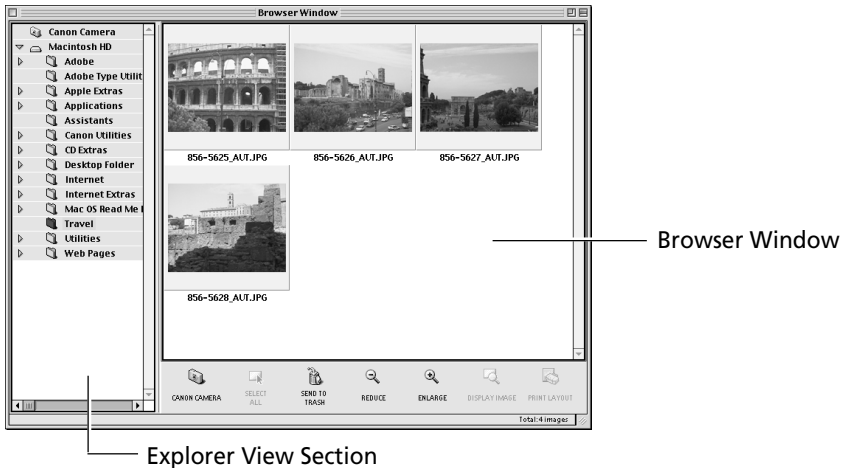 Browser Window
Canon Camera
Macintosh HD
Adobe
Adobe Type Utilit
Apple Extras
Applications
Assistants
Canon Utilities
CD Extras
Desktop Folder
Internet
Internet Extras
Mac OS Read Me
Travel
Utilities
Web Pages
856-5625_AUT.JPG
856-5626_AUT.JPG
856-5627_AUT.JPG
856-5628_AUT.JPG
Browser Window
CANON CAMERA
SELECT
ALL
SEND TO
TRASH
REDUCE
ENLARGE
DISPLAY IMAGE
PRINT LAYOUT
Total:4 images
Explorer View Section